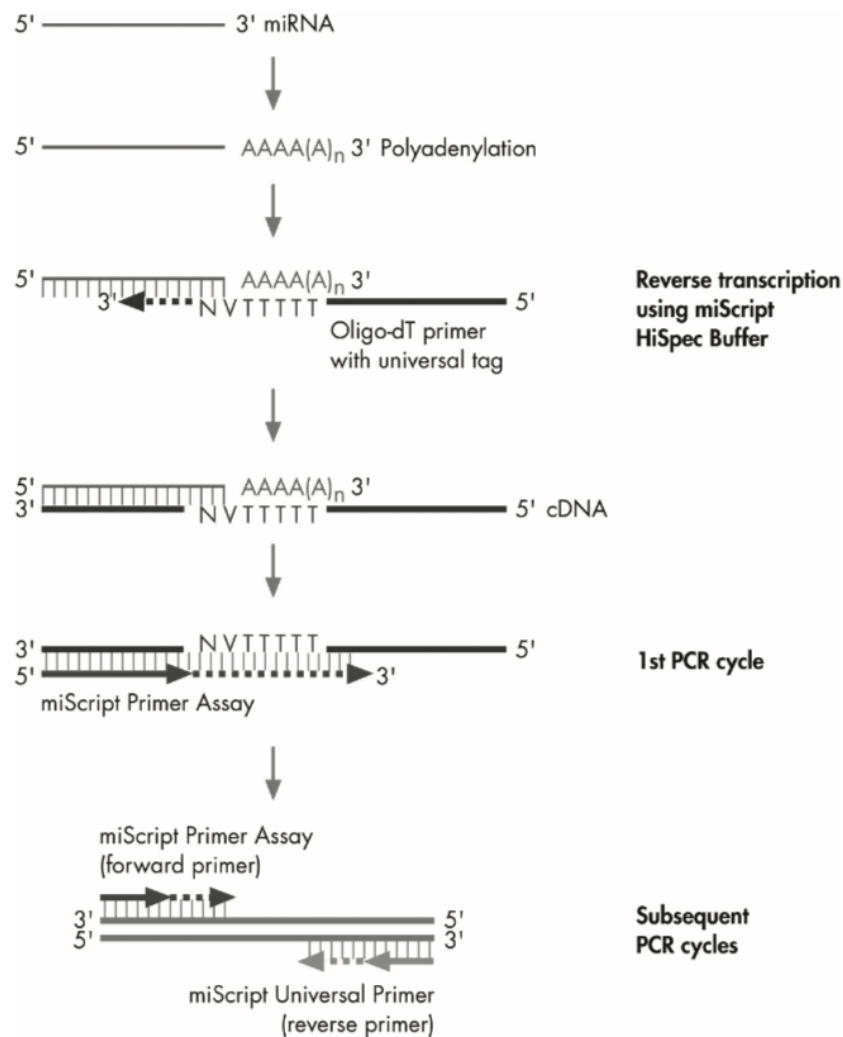 5' 3' miRNA
5' AAAA(A)n 3' Polyadenylation
5' AAAA(A)n 3'
3' N V T T T T T 5'
Oligo-dT primer
with universal tag
Reverse transcription
using miScript
HiSpec Buffer
5' AAAA(A)n 3'
3' N V T T T T T 5' cDNA
3' N V T T T T T 5'
5' 3'
miScript Primer Assay
1st PCR cycle
miScript Primer Assay
(forward primer)
3' 5'
5' 3'
miScript Universal Primer
(reverse primer)
Subsequent
PCR cycles